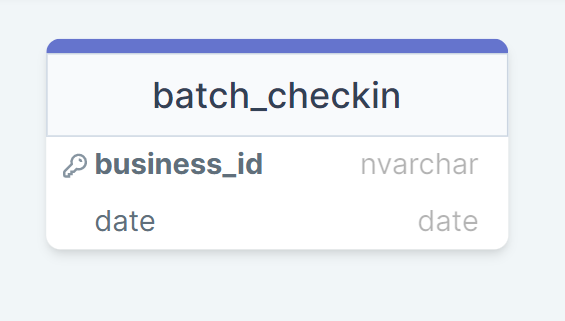 batch_checkin
business_id nvarchar
date date